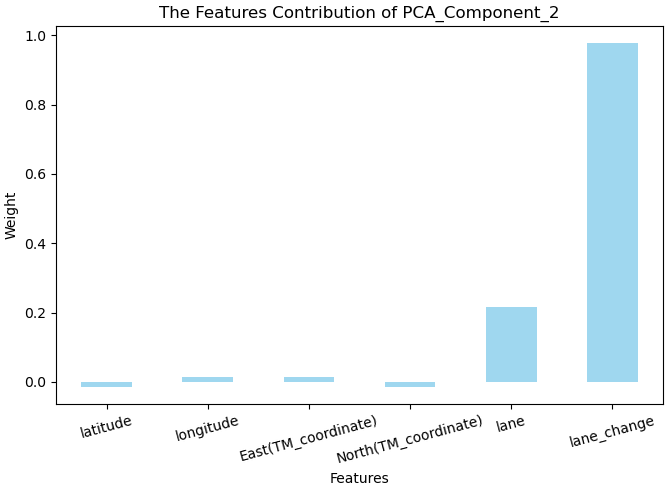 The Features Contribution of PCA_Component_2
1.0
0.8
0.6
0.4
0.2
0.0
Weight
latitude
longitude
East(TM_coordinate)
North(TM_coordinate)
lane
lane_change
Features